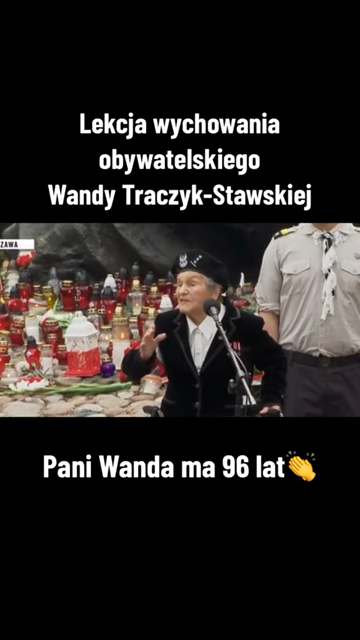 Lekcja wychowania
obywatelskiego
Wandy Traczyk-Stawskiej
ZAWA
Pani Wanda ma 96 lat👏